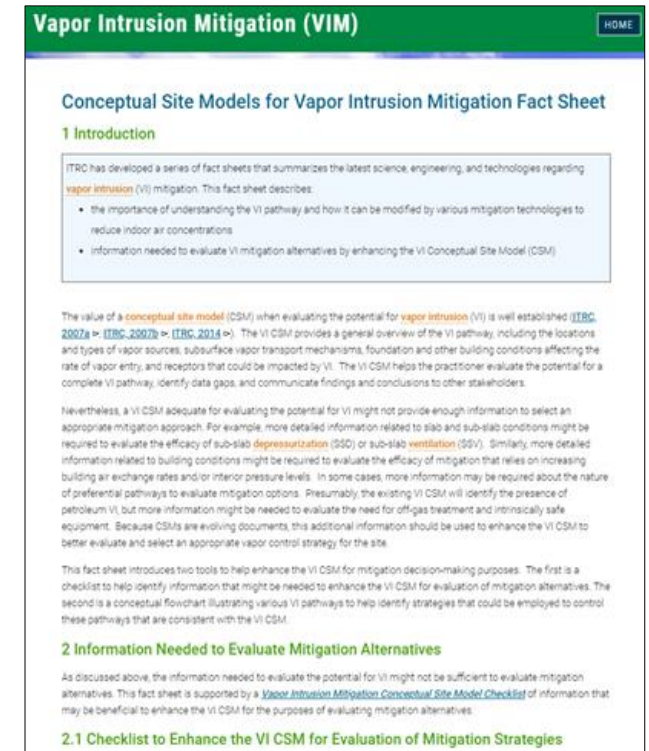 Vapor Intrusion Mitigation (VIM)
HOME
Conceptual Site Models for Vapor Intrusion Mitigation Fact Sheet
1 Introduction
ITRC has developed a series of fact sheets that summarizes the latest science, engineering, and technologies regarding
vapor intrusion (VI) mitigation. This fact sheet describes:
• the importance of understanding the VI pathway and how it can be modified by various mitigation technologies to
reduce indoor air concentrations
• information needed to evaluate VI mitigation alternatives by enhancing the VI Conceptual Site Model (CSM)
The value of a conceptual site model (CSM) when evaluating the potential for vapor intrusion (VI) is well established (ITRC,
2007a ⊳, ITRC, 2007b ⊳, ITRC, 2014 ⊳). The VI CSM provides a general overview of the VI pathway, including the locations
and types of vapor sources, subsurface vapor transport mechanisms, foundation and other building conditions affecting the
rate of vapor entry, and receptors that could be impacted by VI. The VI CSM helps the practitioner evaluate the potential for a
complete VI pathway, identify data gaps, and communicate findings and conclusions to other stakeholders.
Nevertheless, a VI CSM adequate for evaluating the potential for VI might not provide enough information to select an
appropriate mitigation approach. For example, more detailed information related to slab and sub-slab conditions might be
required to evaluate the efficacy of sub-slab depressurization (SSD) or sub-slab ventilation (SSV). Similarly, more detailed
information related to building conditions might be required to evaluate the efficacy of mitigation that relies on increasing
building air exchange rates and/or interior pressure levels. In some cases, more information may be required about the nature
of preferential pathways to evaluate mitigation options. Presumably, the existing VI CSM will identify the presence of
petroleum VI, but more information might be needed to evaluate the need for off-gas treatment and intrinsically safe
equipment. Because CSMs are evolving documents, this additional information should be used to enhance the VI CSM to
better evaluate and select an appropriate vapor control strategy for the site.
This fact sheet introduces two tools to help enhance the VI CSM for mitigation decision-making purposes. The first is a
checklist to help identify information that might be needed to enhance the VI CSM for evaluation of mitigation alternatives. The
second is a conceptual flowchart illustrating various VI pathways to help identify strategies that could be employed to control
these pathways that are consistent with the VI CSM.
2 Information Needed to Evaluate Mitigation Alternatives
As discussed above, the information needed to evaluate the potential for VI might not be sufficient to evaluate mitigation
alternatives. This fact sheet is supported by a Vapor Intrusion Mitigation Conceptual Site Model Checklist of information that
may be beneficial to enhance the VI CSM for the purposes of evaluating mitigation alternatives.
2.1 Checklist to Enhance the VI CSM for Evaluation of Mitigation Strategies